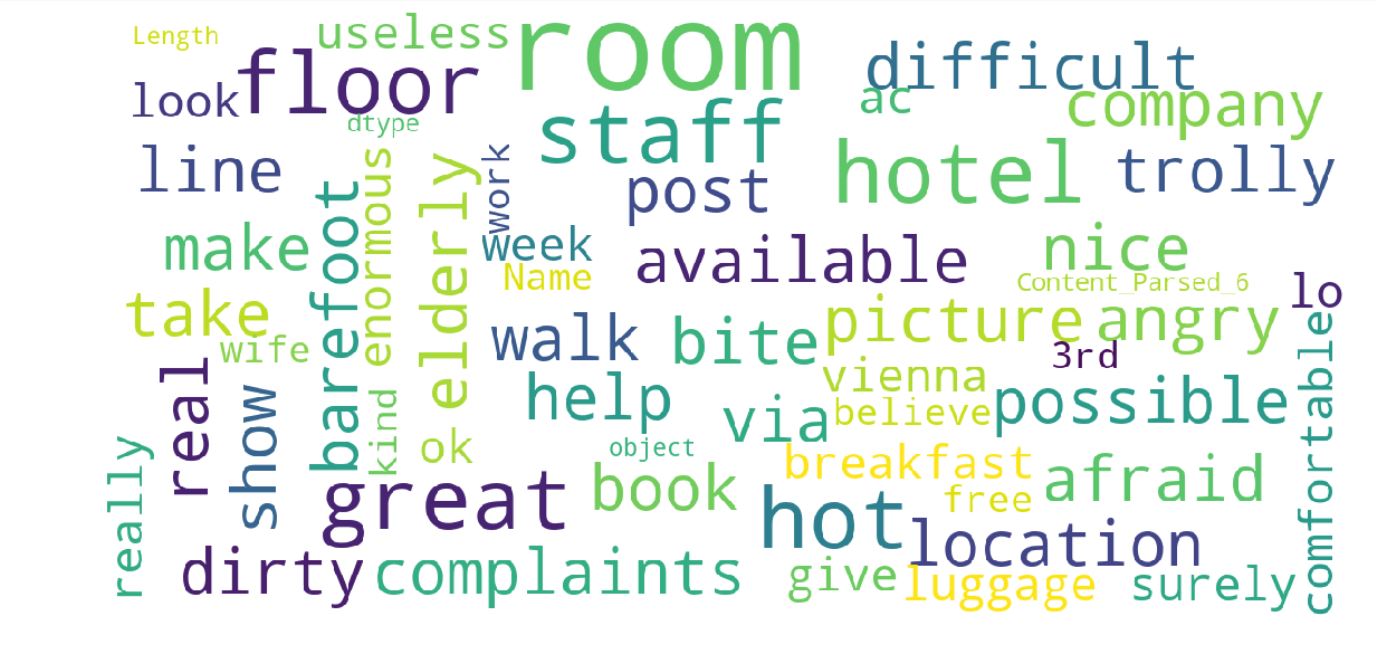 Length
useless
room
difficult
look
floor
ac
company
dtype
staff
line
work
post
hotel
trolly
barefoot
enormous
elderly
make
week
available
nice
Name
Content_Parsed_6
lo
take
wife
walk
bite
picture
angry
3rd
comfortable
real
show
kind
help
vienna
possible
via
believe
really
ok
object
breakfast
afraid
great
book
hot
free
location
dirty
complaints
give
luggage
surely